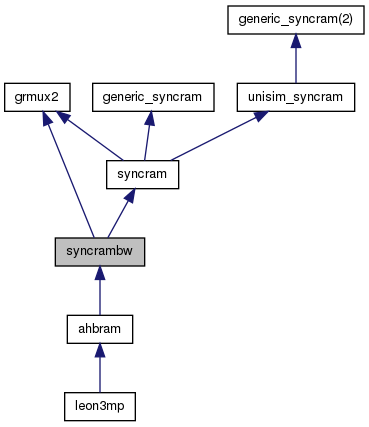 generic_syncram(2)
grmux2
generic_syncram
unisim_syncram
syncram
syncrambw
ahbram
leon3mp